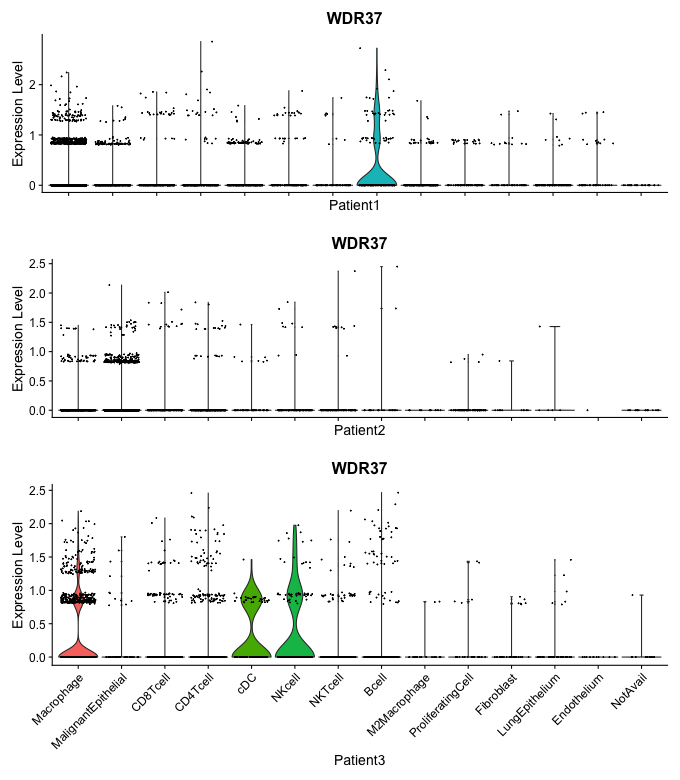 WDR37
Expression Level
2
1
0
Patient1
WDR37
Expression Level
2.5
2.0
1.5
1.0
0.5
0.0
Patient2
WDR37
Expression Level
2.5
2.0
1.5
1.0
0.5
0.0
Macrophage
MalignantEpithelial
CD8Tcell
CD4Tcell
cDC
NKcell
NKTcell
Bcell
M2Macrophage
ProliferatingCell
Fibroblast
LungEpithelium
Endothelium
NotAvail
Patient3